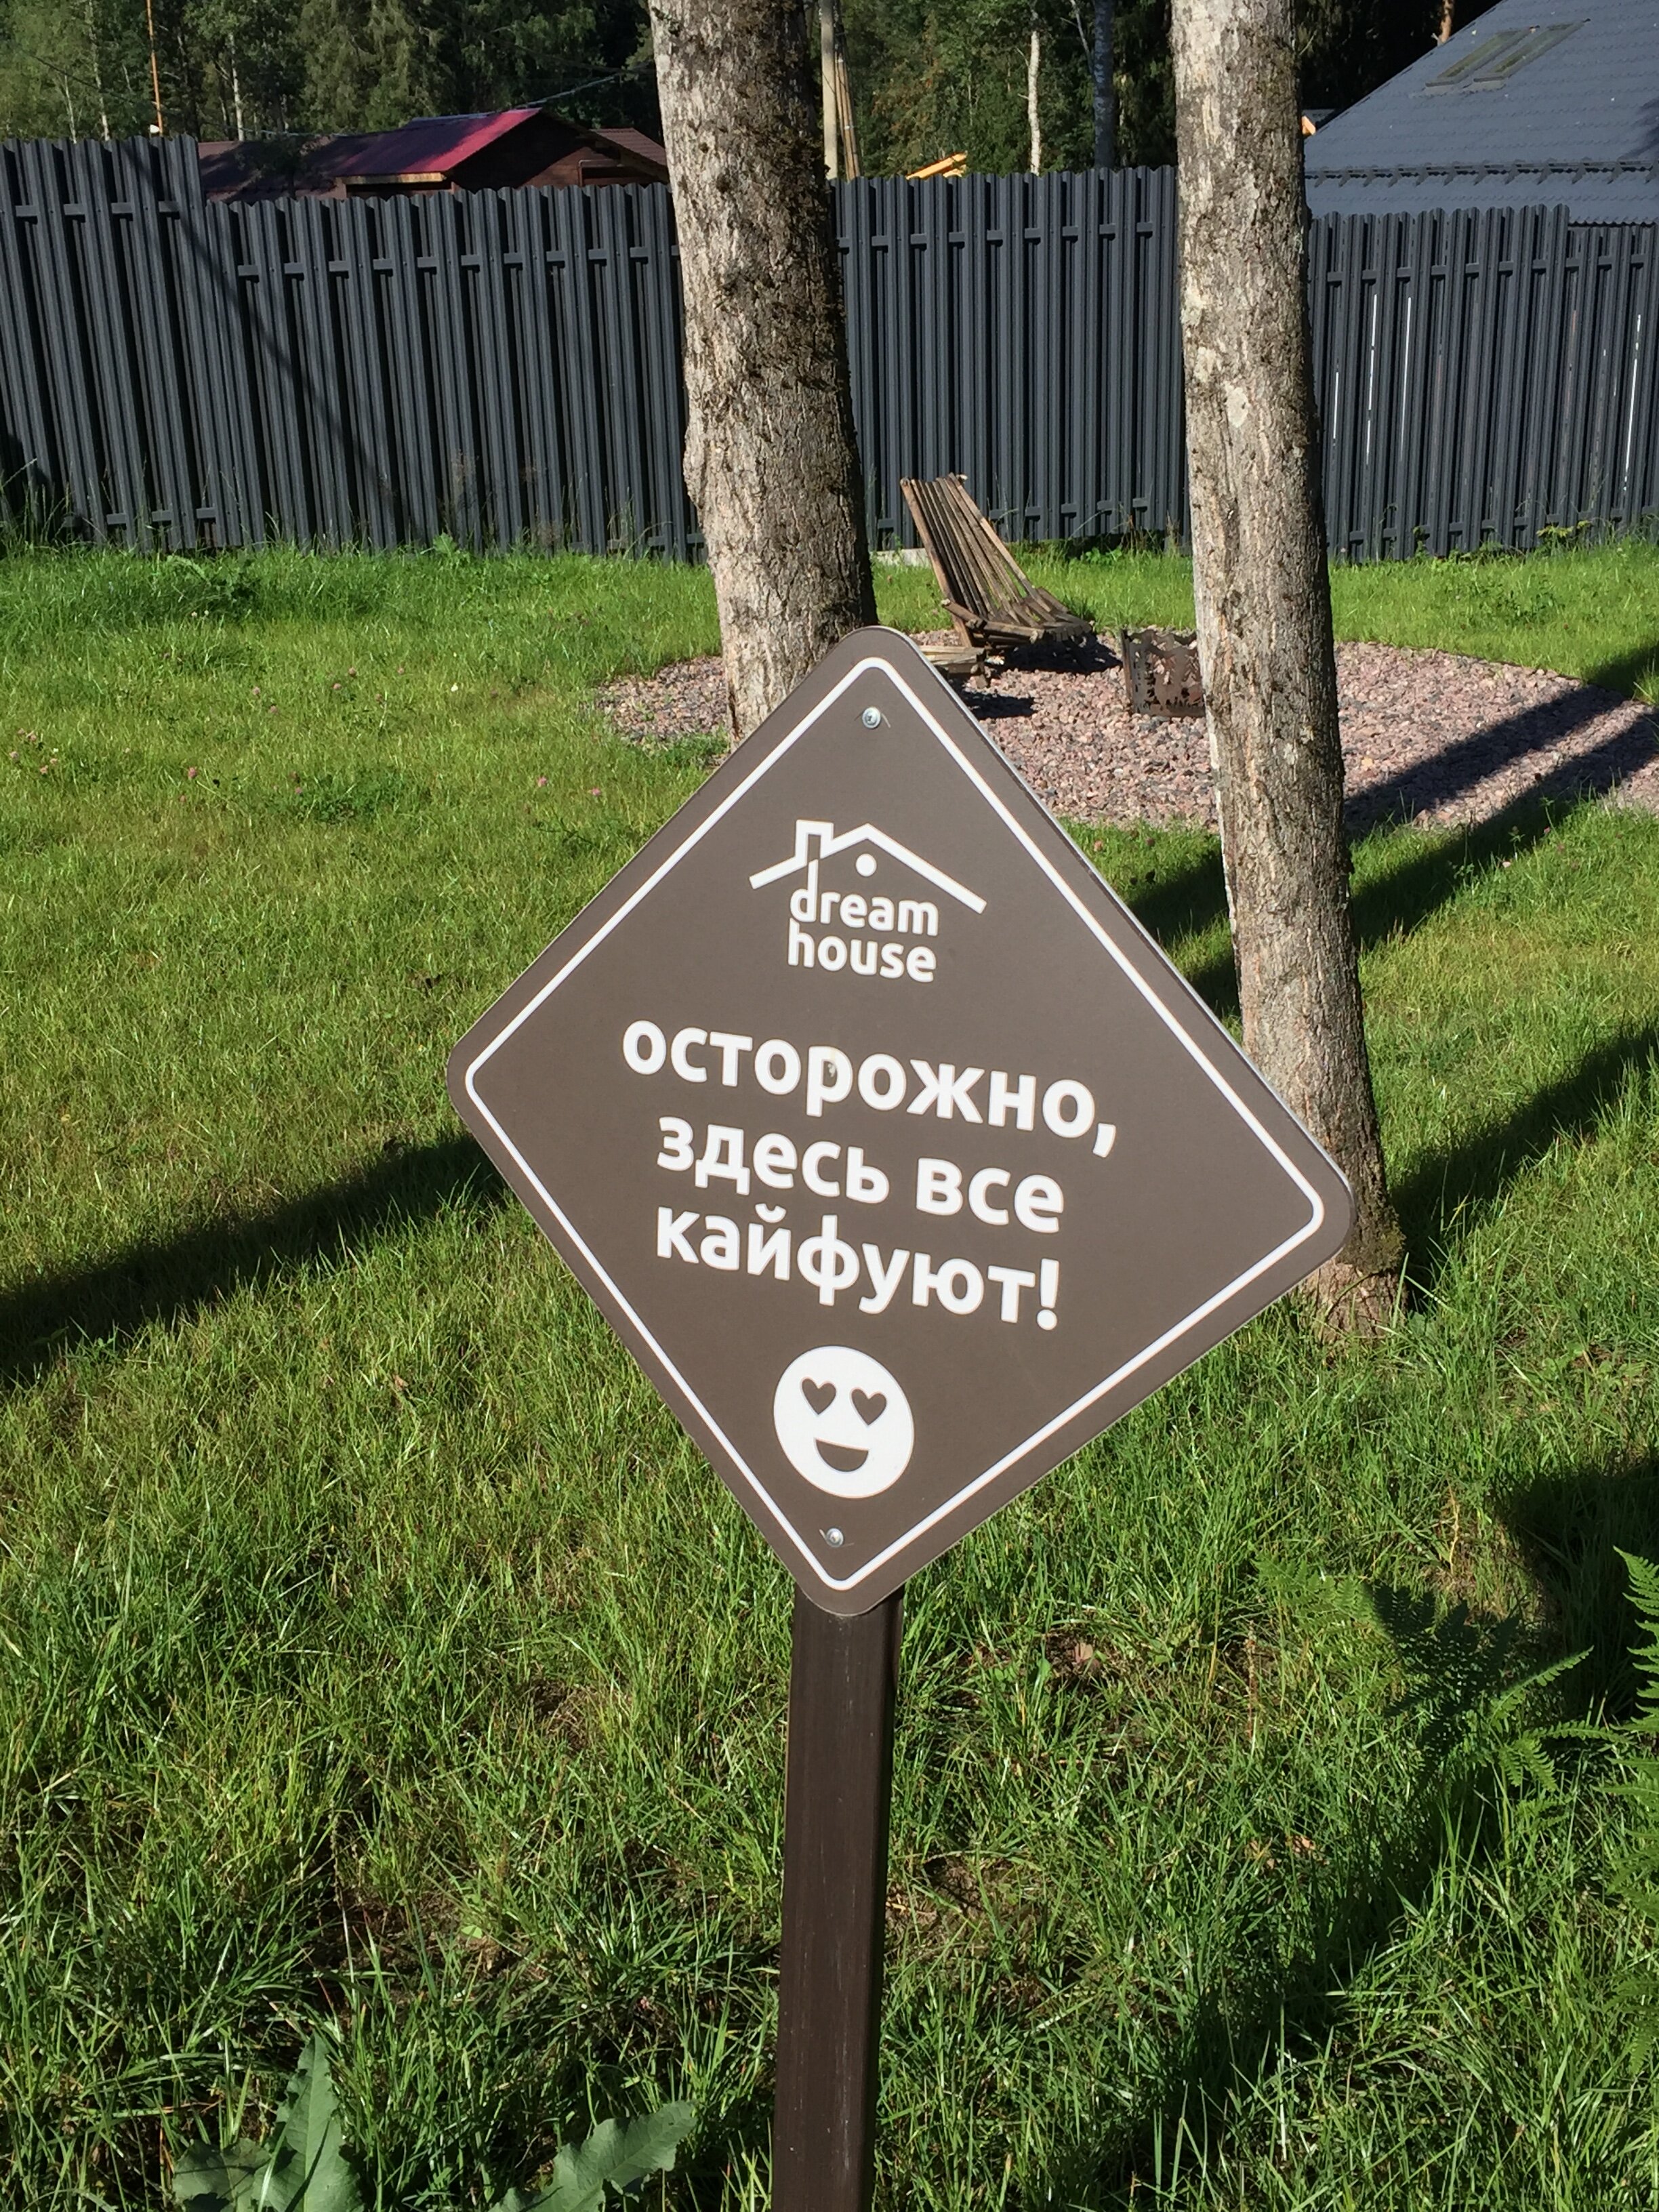 dream
house
осторожно,
здесь все
кайфуют!